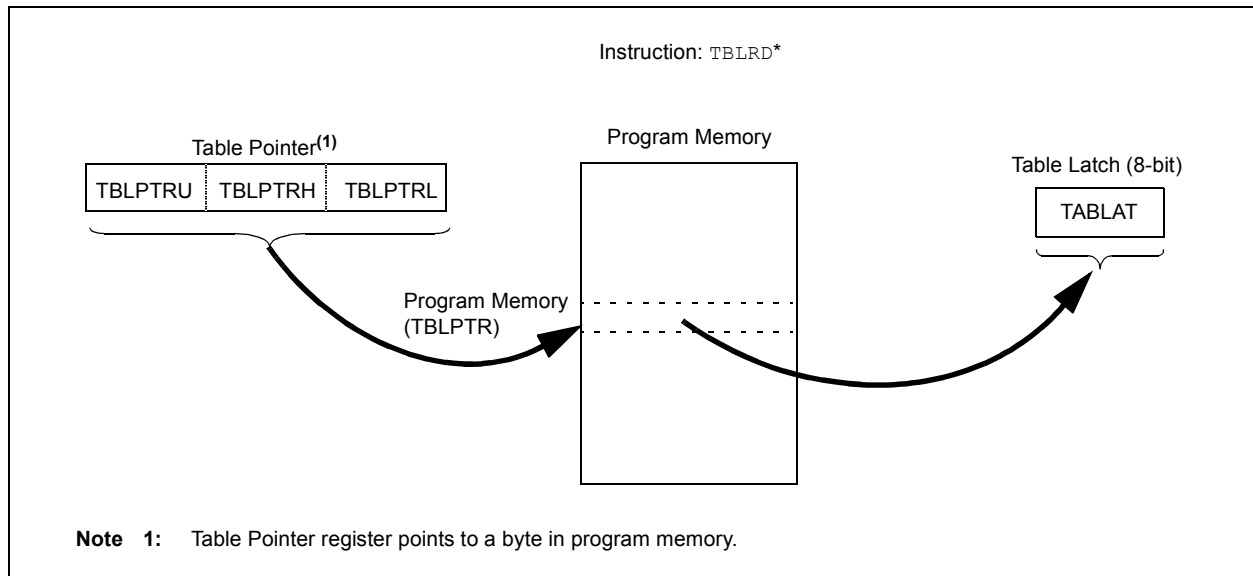 Instruction: TBLRD*
Table Pointer(1)
TBLPTRU TBLPTRH TBLPTRL
Program Memory
(TBLPTR)
Program Memory
Table Latch (8-bit)
TABLAT
Note 1: Table Pointer register points to a byte in program memory.